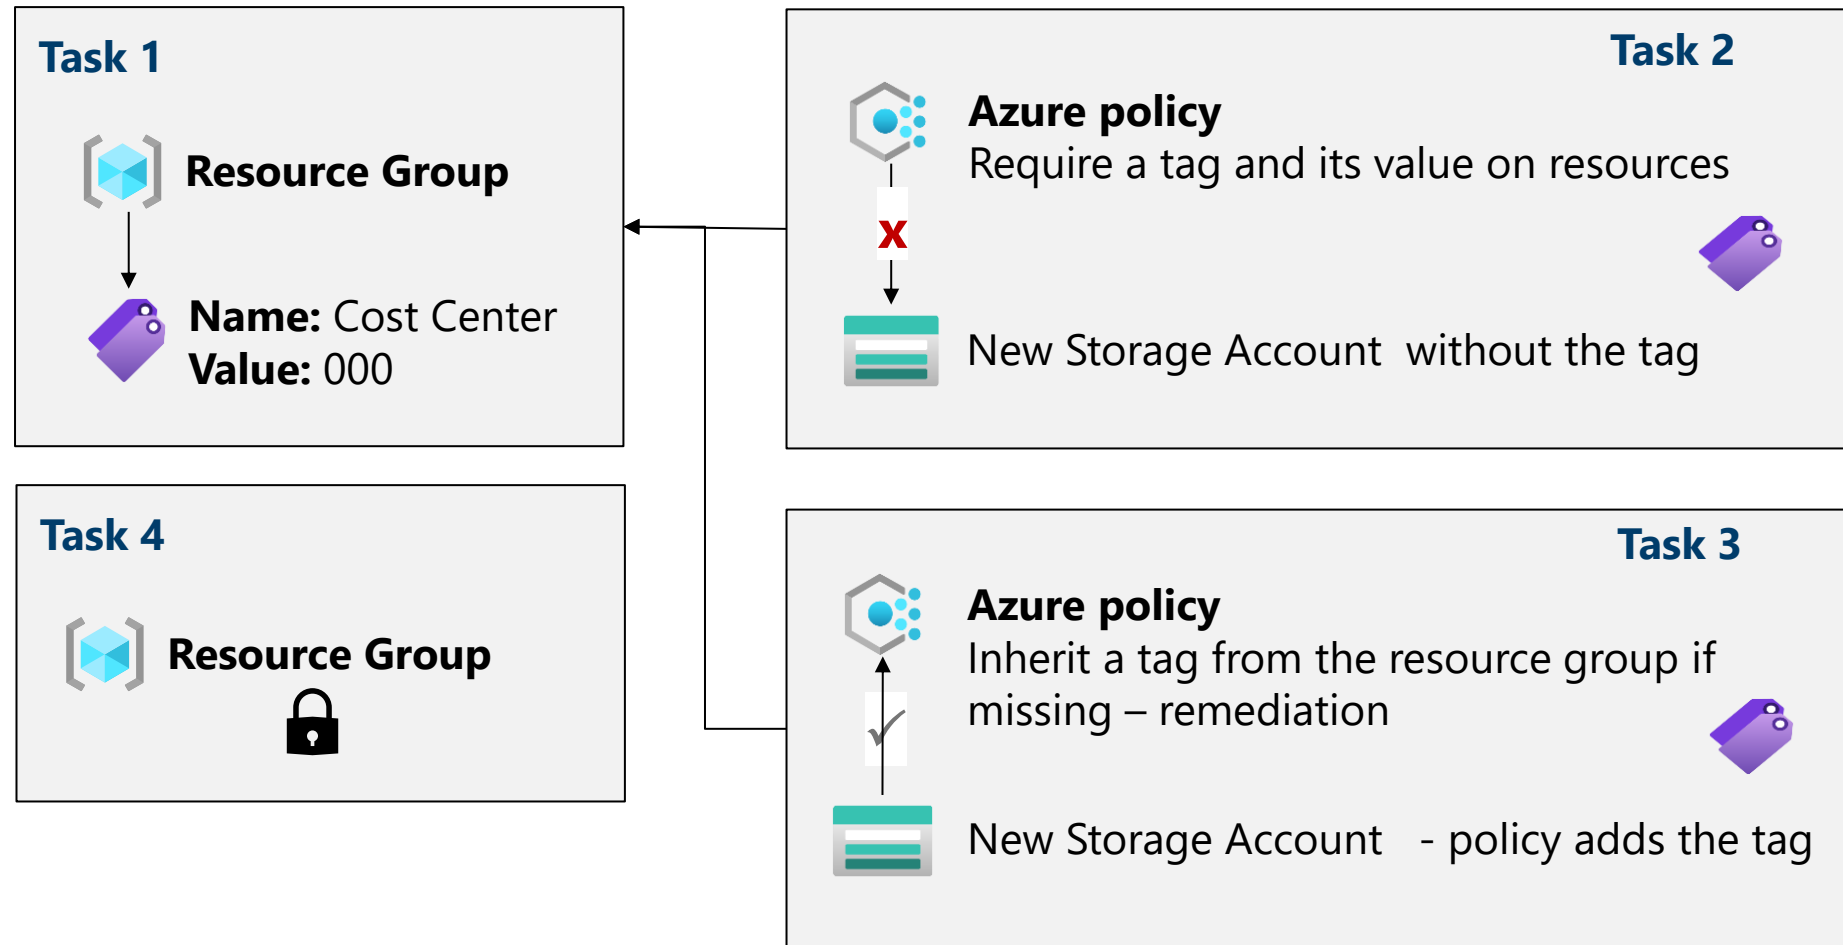 Task 1
Resource Group
Name: Cost Center
Value: 000
Task 2
Azure policy
Require a tag and its value on resources
x
New Storage Account without the tag
Task 4
Resource Group
Task 3
Azure policy
Inherit a tag from the resource group if
missing – remediation
New Storage Account - policy adds the tag